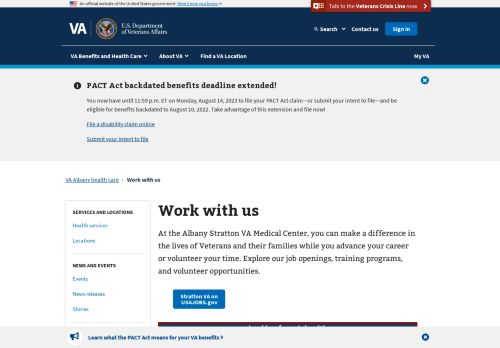 An official website of the United States government Here's how you know
Talk to the Veterans Crisis Line now
VA
U.S. Department
of Veterans Affairs
Search
Contact us
Sign in
VA Benefits and Health Care
About VA
Find a VA Location
My VA
PACT Act backdated benefits deadline extended!
You now have until 11:59 p.m. ET on Monday, August 14, 2023 to file your PACT Act claim—or submit your intent to file—and be
eligible for benefits backdated to August 10, 2022. Take advantage of this extension and file now!
File a disability claim online
Submit your intent to file
VA Albany health care
Work with us
SERVICES AND LOCATIONS
Health services
Locations
NEWS AND EVENTS
Events
News releases
Stories
Work with us
At the Albany Stratton VA Medical Center, you can make a difference in
the lives of Veterans and their families while you advance your career
or volunteer your time. Explore our job openings, training programs,
and volunteer opportunities.
Stratton VA on
USAJOBS.gov
Learn what the PACT Act means for your VA benefits